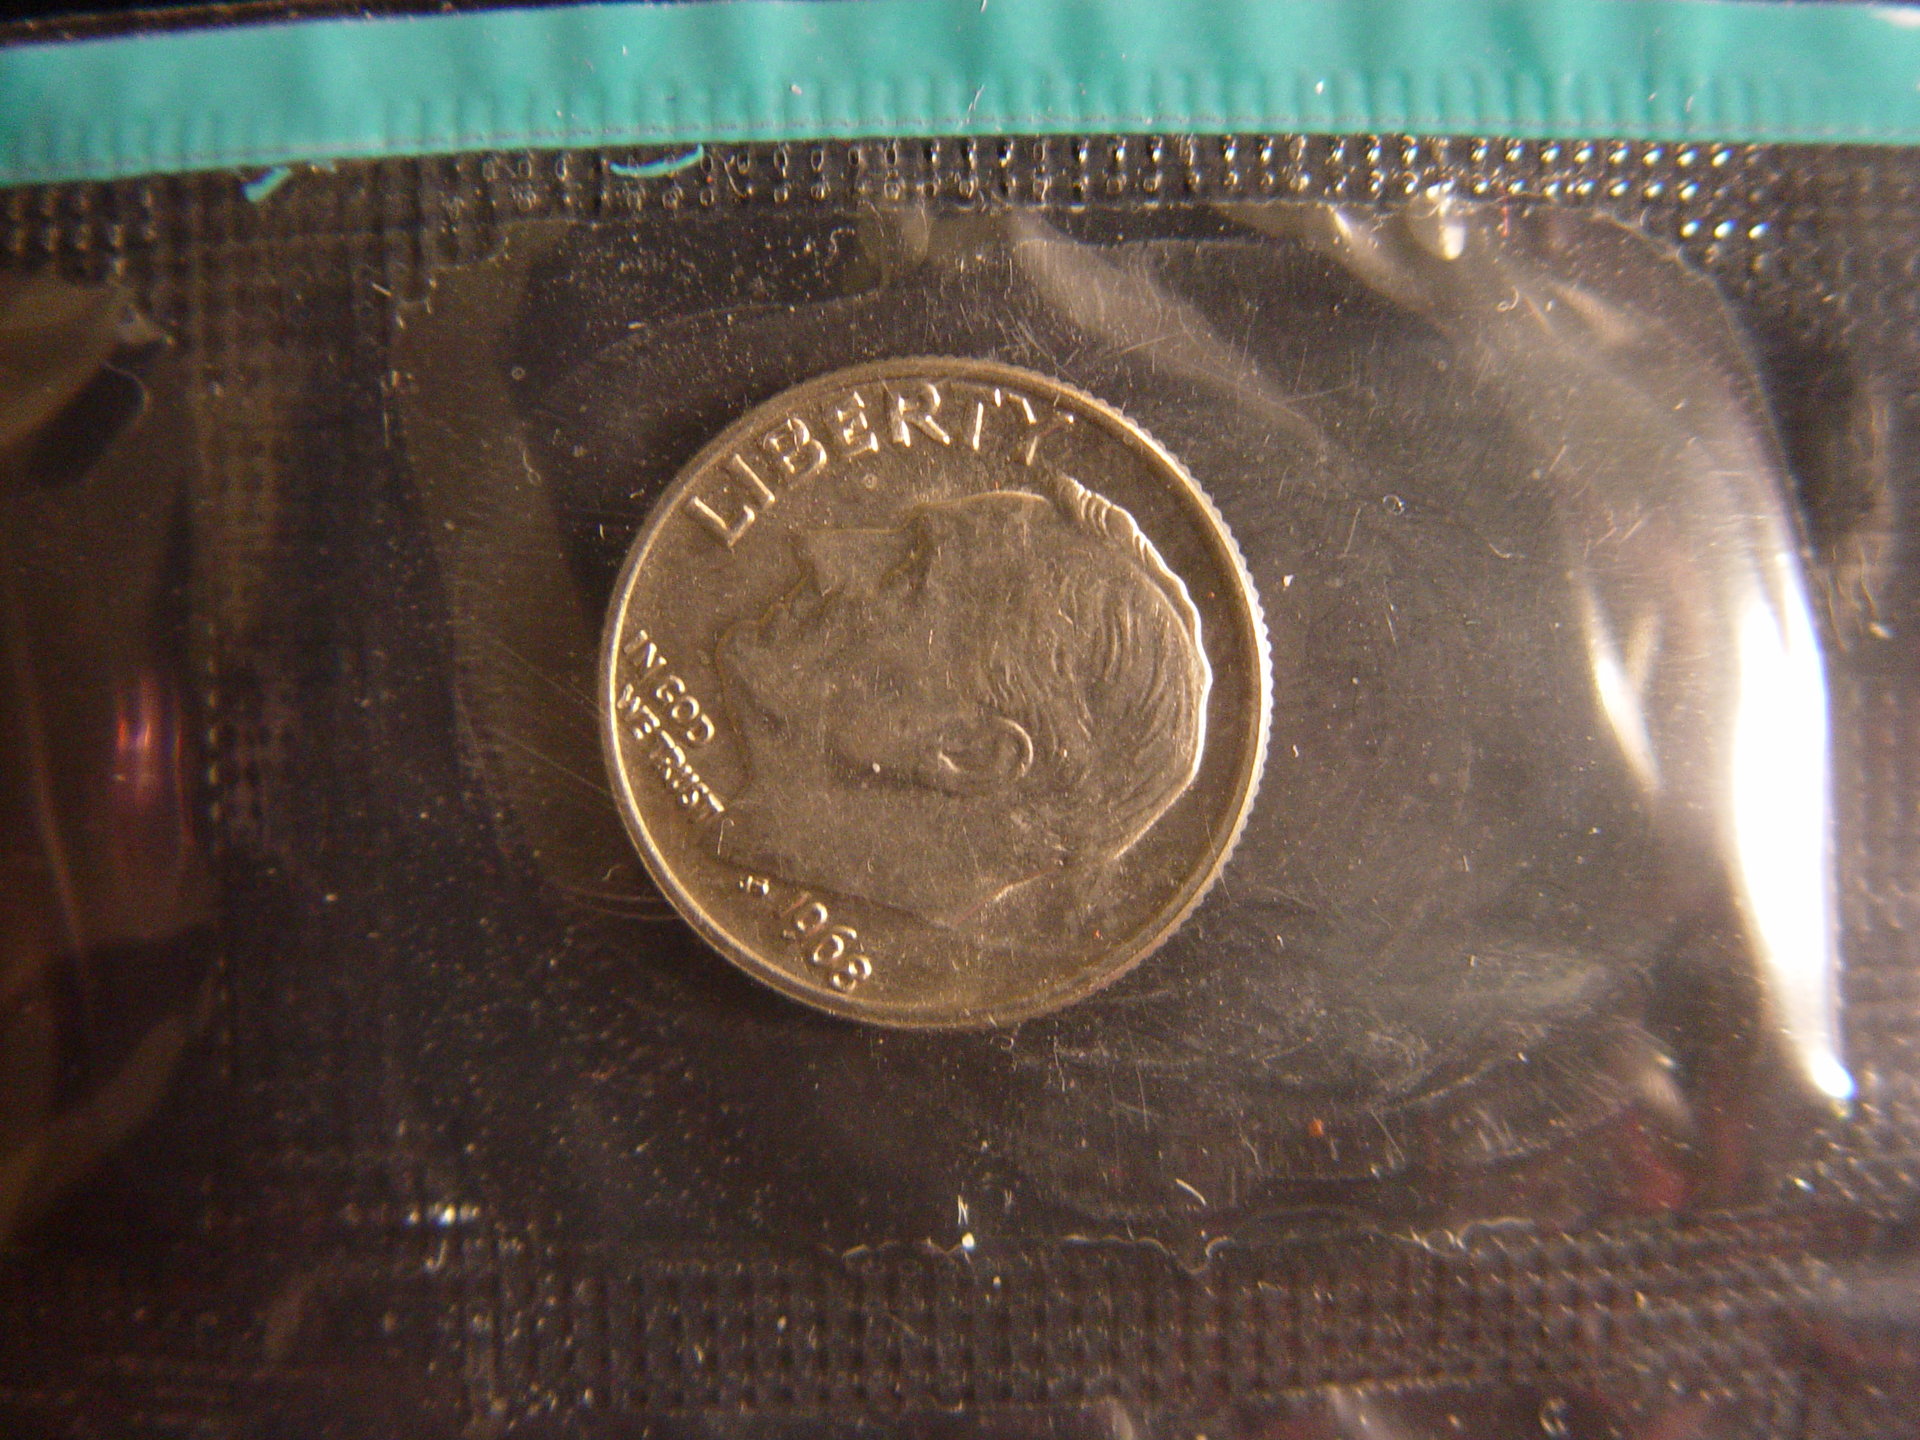 LIBERTY
IN GOD
WE TRUST
1968